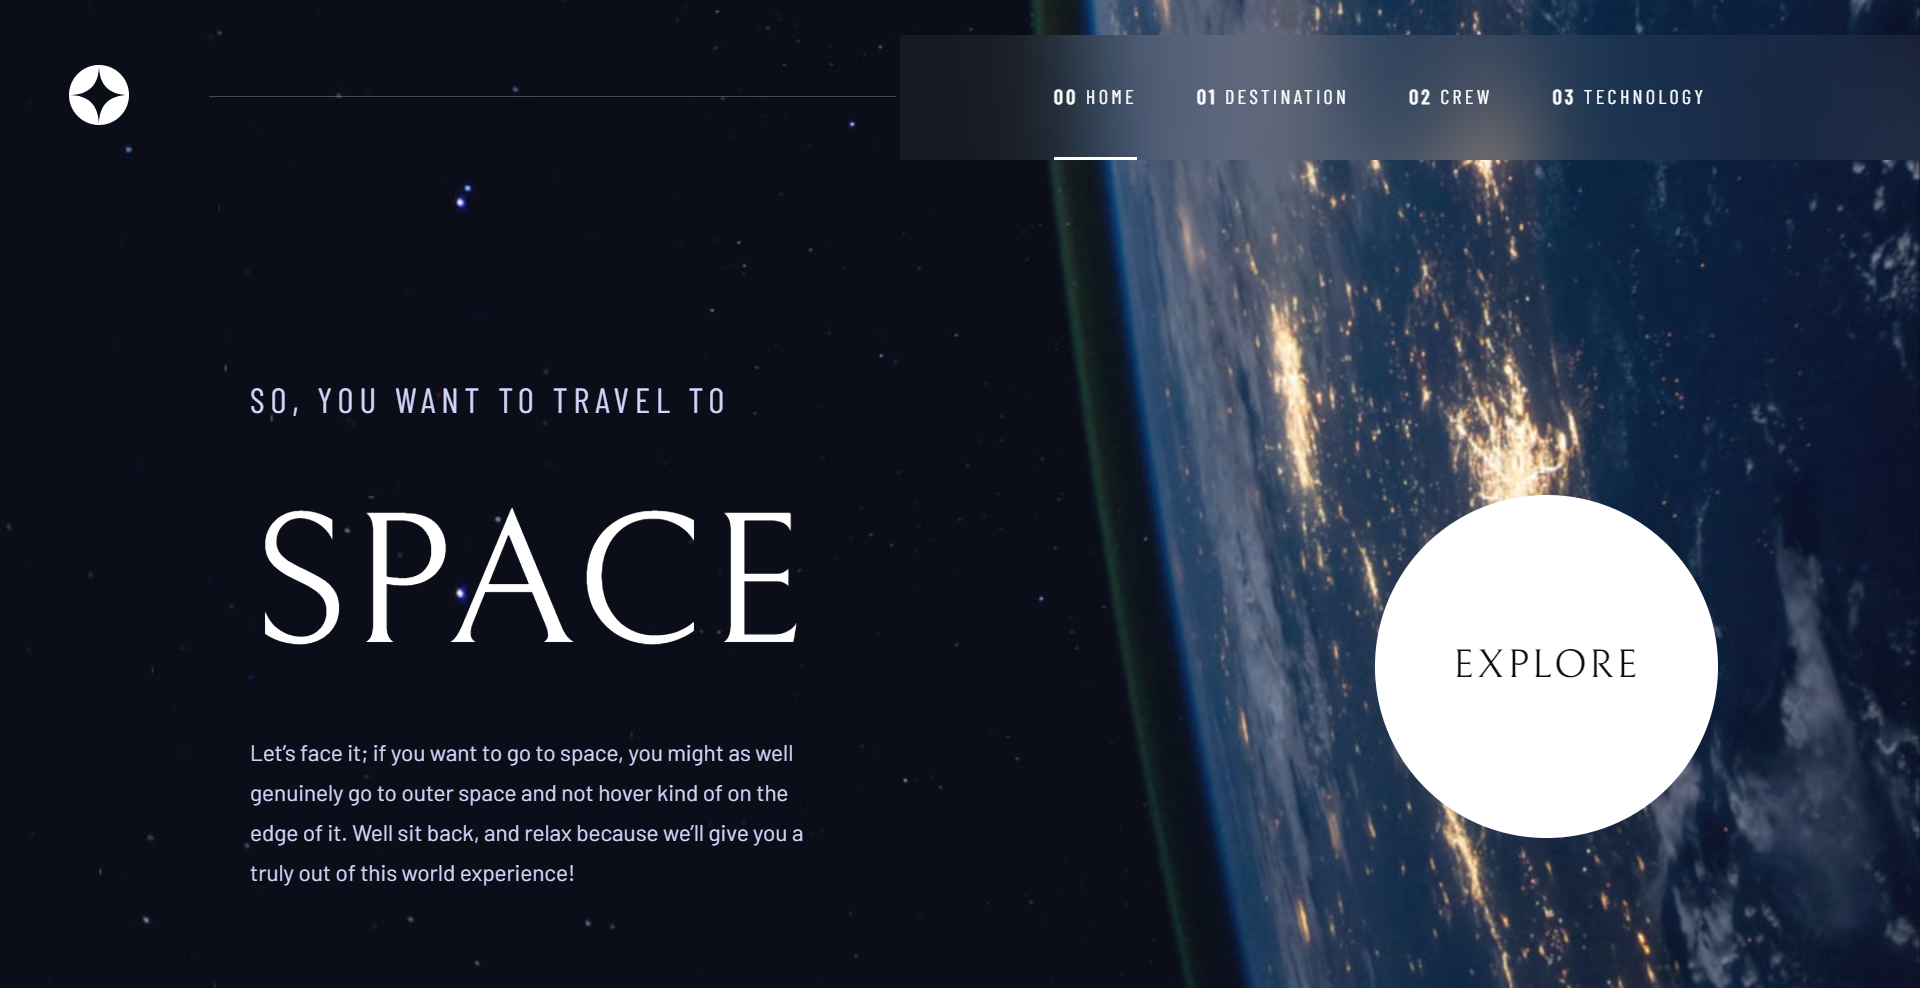 00 HOME 01 DESTINATION 02 CREW 03 TECHNOLOGY
SO, YOU WANT TO TRAVEL TO
SPACE
EXPLORE
Let’s face it; if you want to go to space, you might as well
genuinely go to outer space and not hover kind of on the
edge of it. Well sit back, and relax because we’ll give you a
truly out of this world experience!